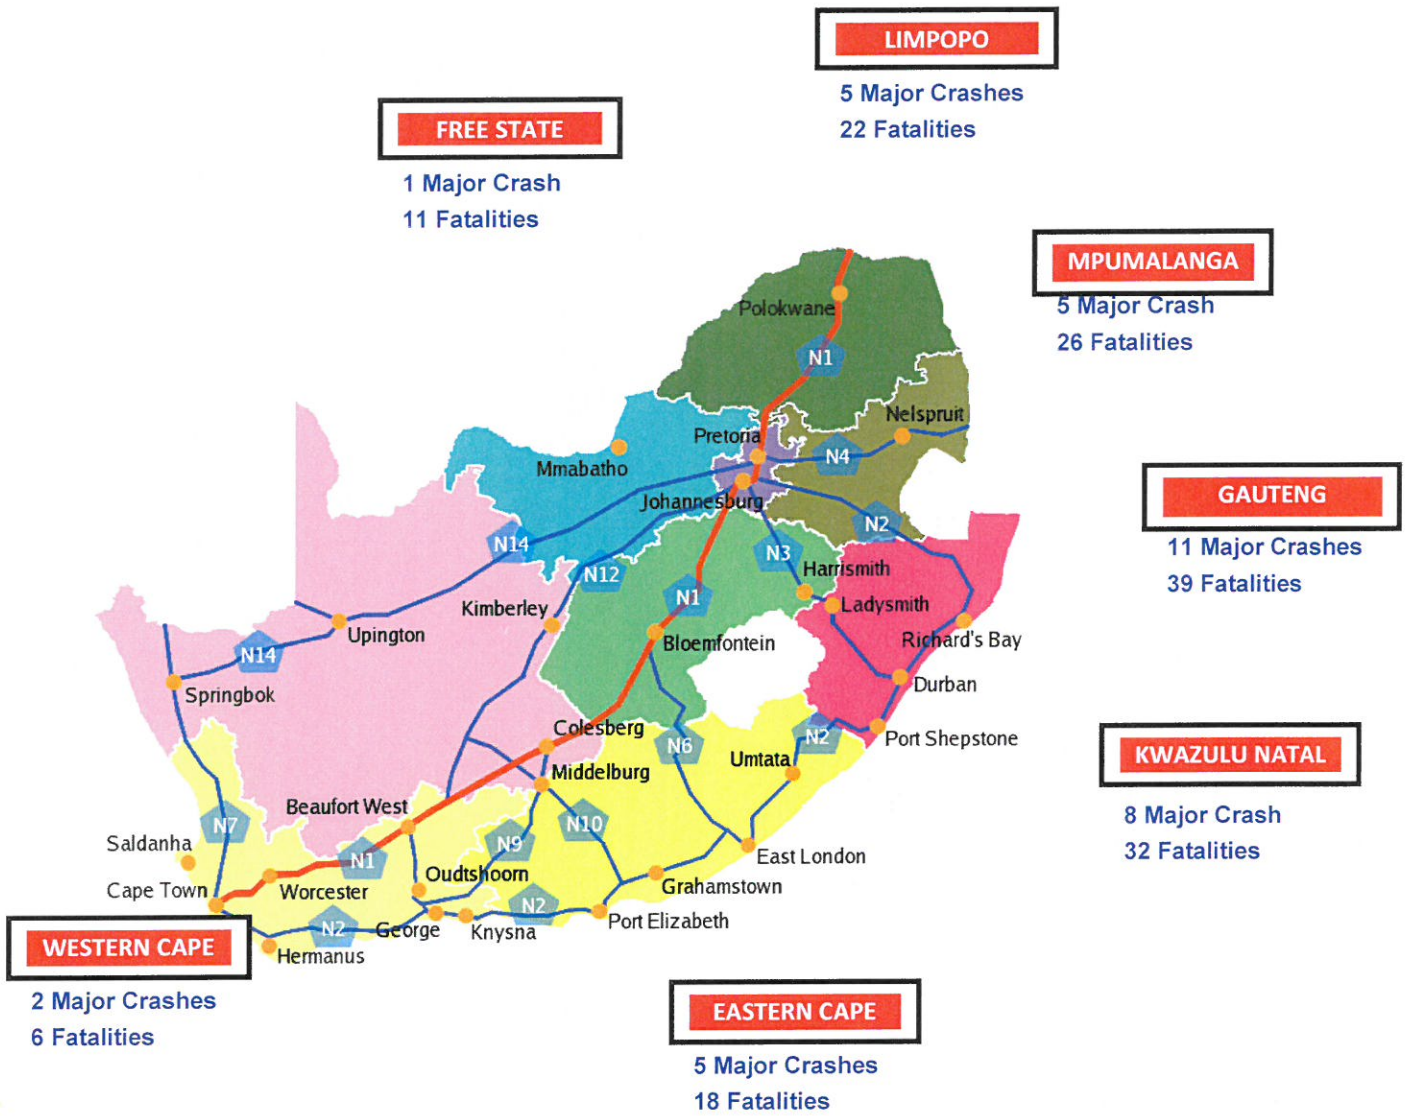 LIMPOPO
5 Major Crashes
22 Fatalities
FREE STATE
1 Major Crash
11 Fatalities
MPUMALANGA
5 Major Crash
26 Fatalities
Polokwane
N1
Nelspruit
Pretoria
N4
Mmabatho
Johannesburg
GAUTENG
11 Major Crashes
39 Fatalities
N2
N14
N3
N12
Harrismith
N1
Ladysmith
Kimberley
Upington
Bloemfontein
Richard's Bay
N14
Springbok
Durban
Colesberg
N6
N2
Port Shepstone
Umtata
Middelburg
KWAZULU NATAL
8 Major Crash
32 Fatalities
Beaufort West
N7
N10
N9
Saldanha
N1
East London
Oudtshoorn
Cape Town
Worcester
Grahamstown
N2
Port Elizabeth
N2
George
Knysna
Hermanus
WESTERN CAPE
2 Major Crashes
6 Fatalities
EASTERN CAPE
5 Major Crashes
18 Fatalities